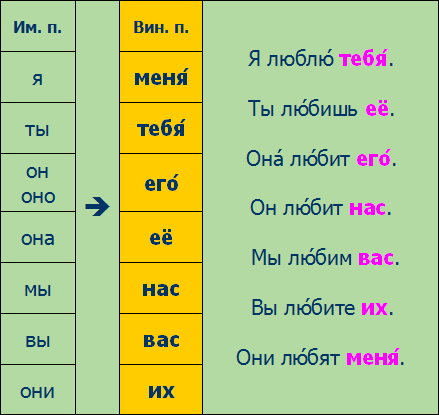 Им. п. Вин. п.
я меня́
ты тебя́
он
оно
➔ его́
она её
мы нас
вы вас
они их
Я люблю́ тебя́.
Ты лю́бишь её.
Она́ лю́бит его́.
Он лю́бит нас.
Мы лю́бим вас.
Вы лю́бите их.
Они лю́бят меня́.